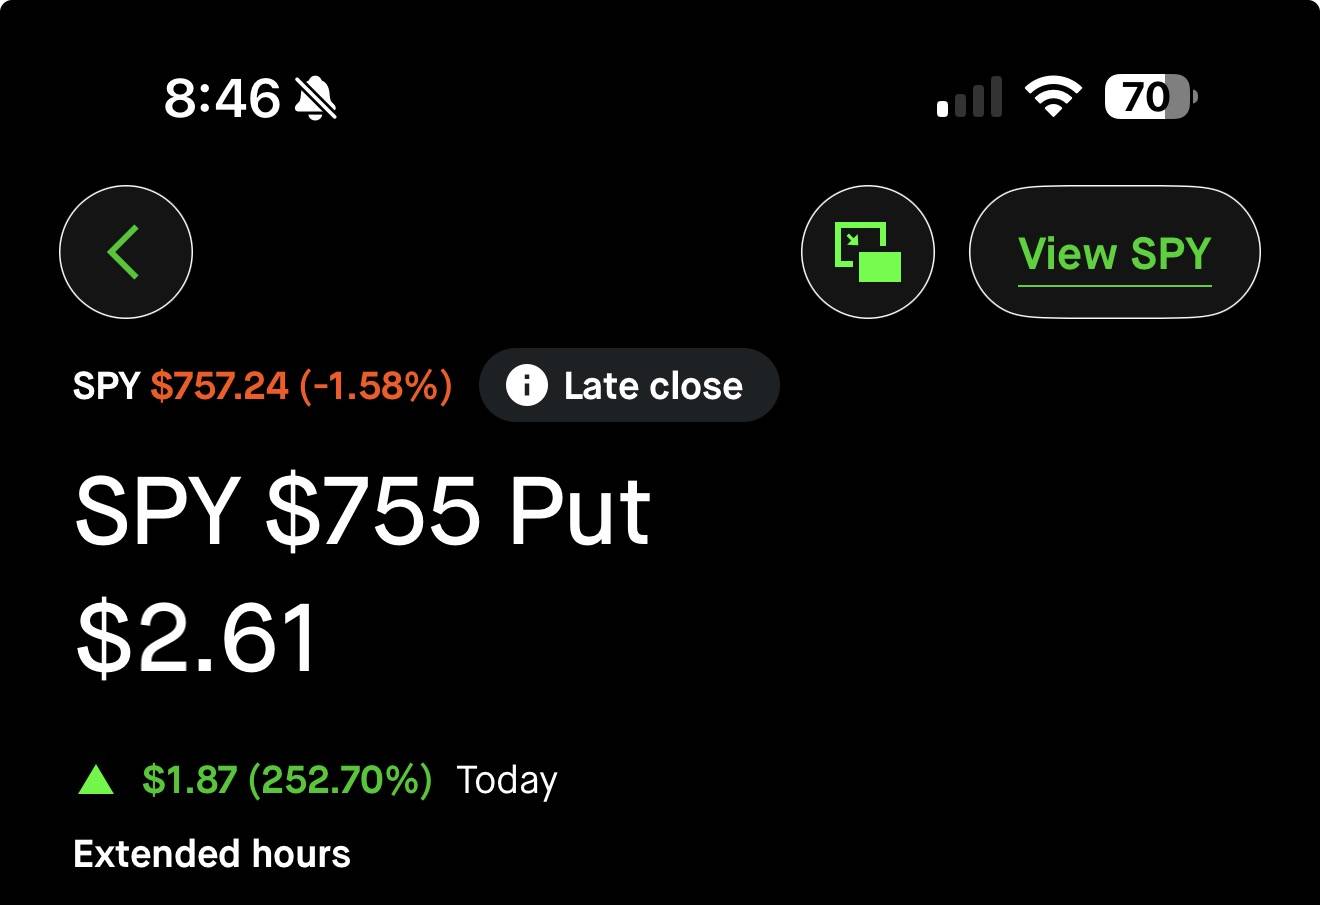 8:46 70
View SPY
SPY $757.24 (-1.58%) Late close
SPY $755 Put
$2.61
▲ $1.87 (252.70%) Today
Extended hours